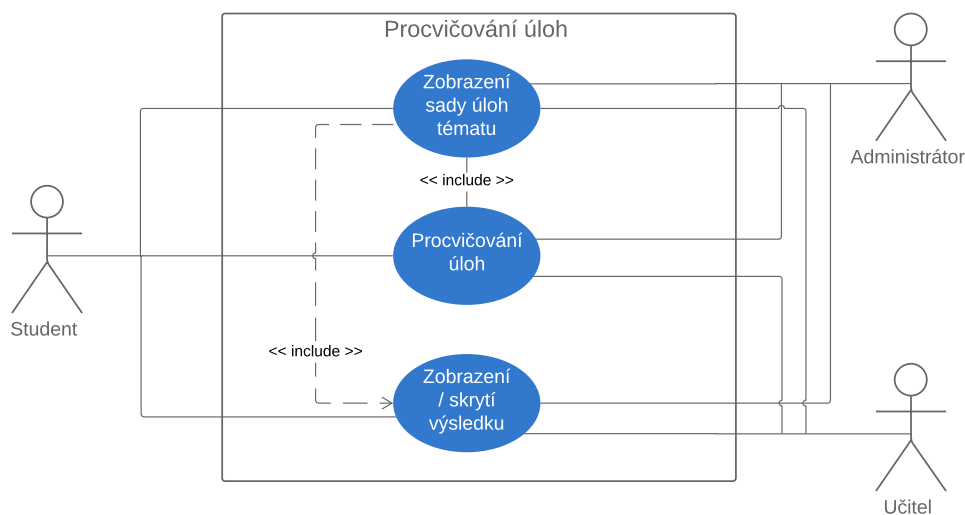 Procvičování úloh
Zobrazení
sady úloh
tématu
<< include >>
Procvičování
úloh
<< include >>
Zobrazení
/ skrytí
výsledku
Student
Administrátor
Učitel